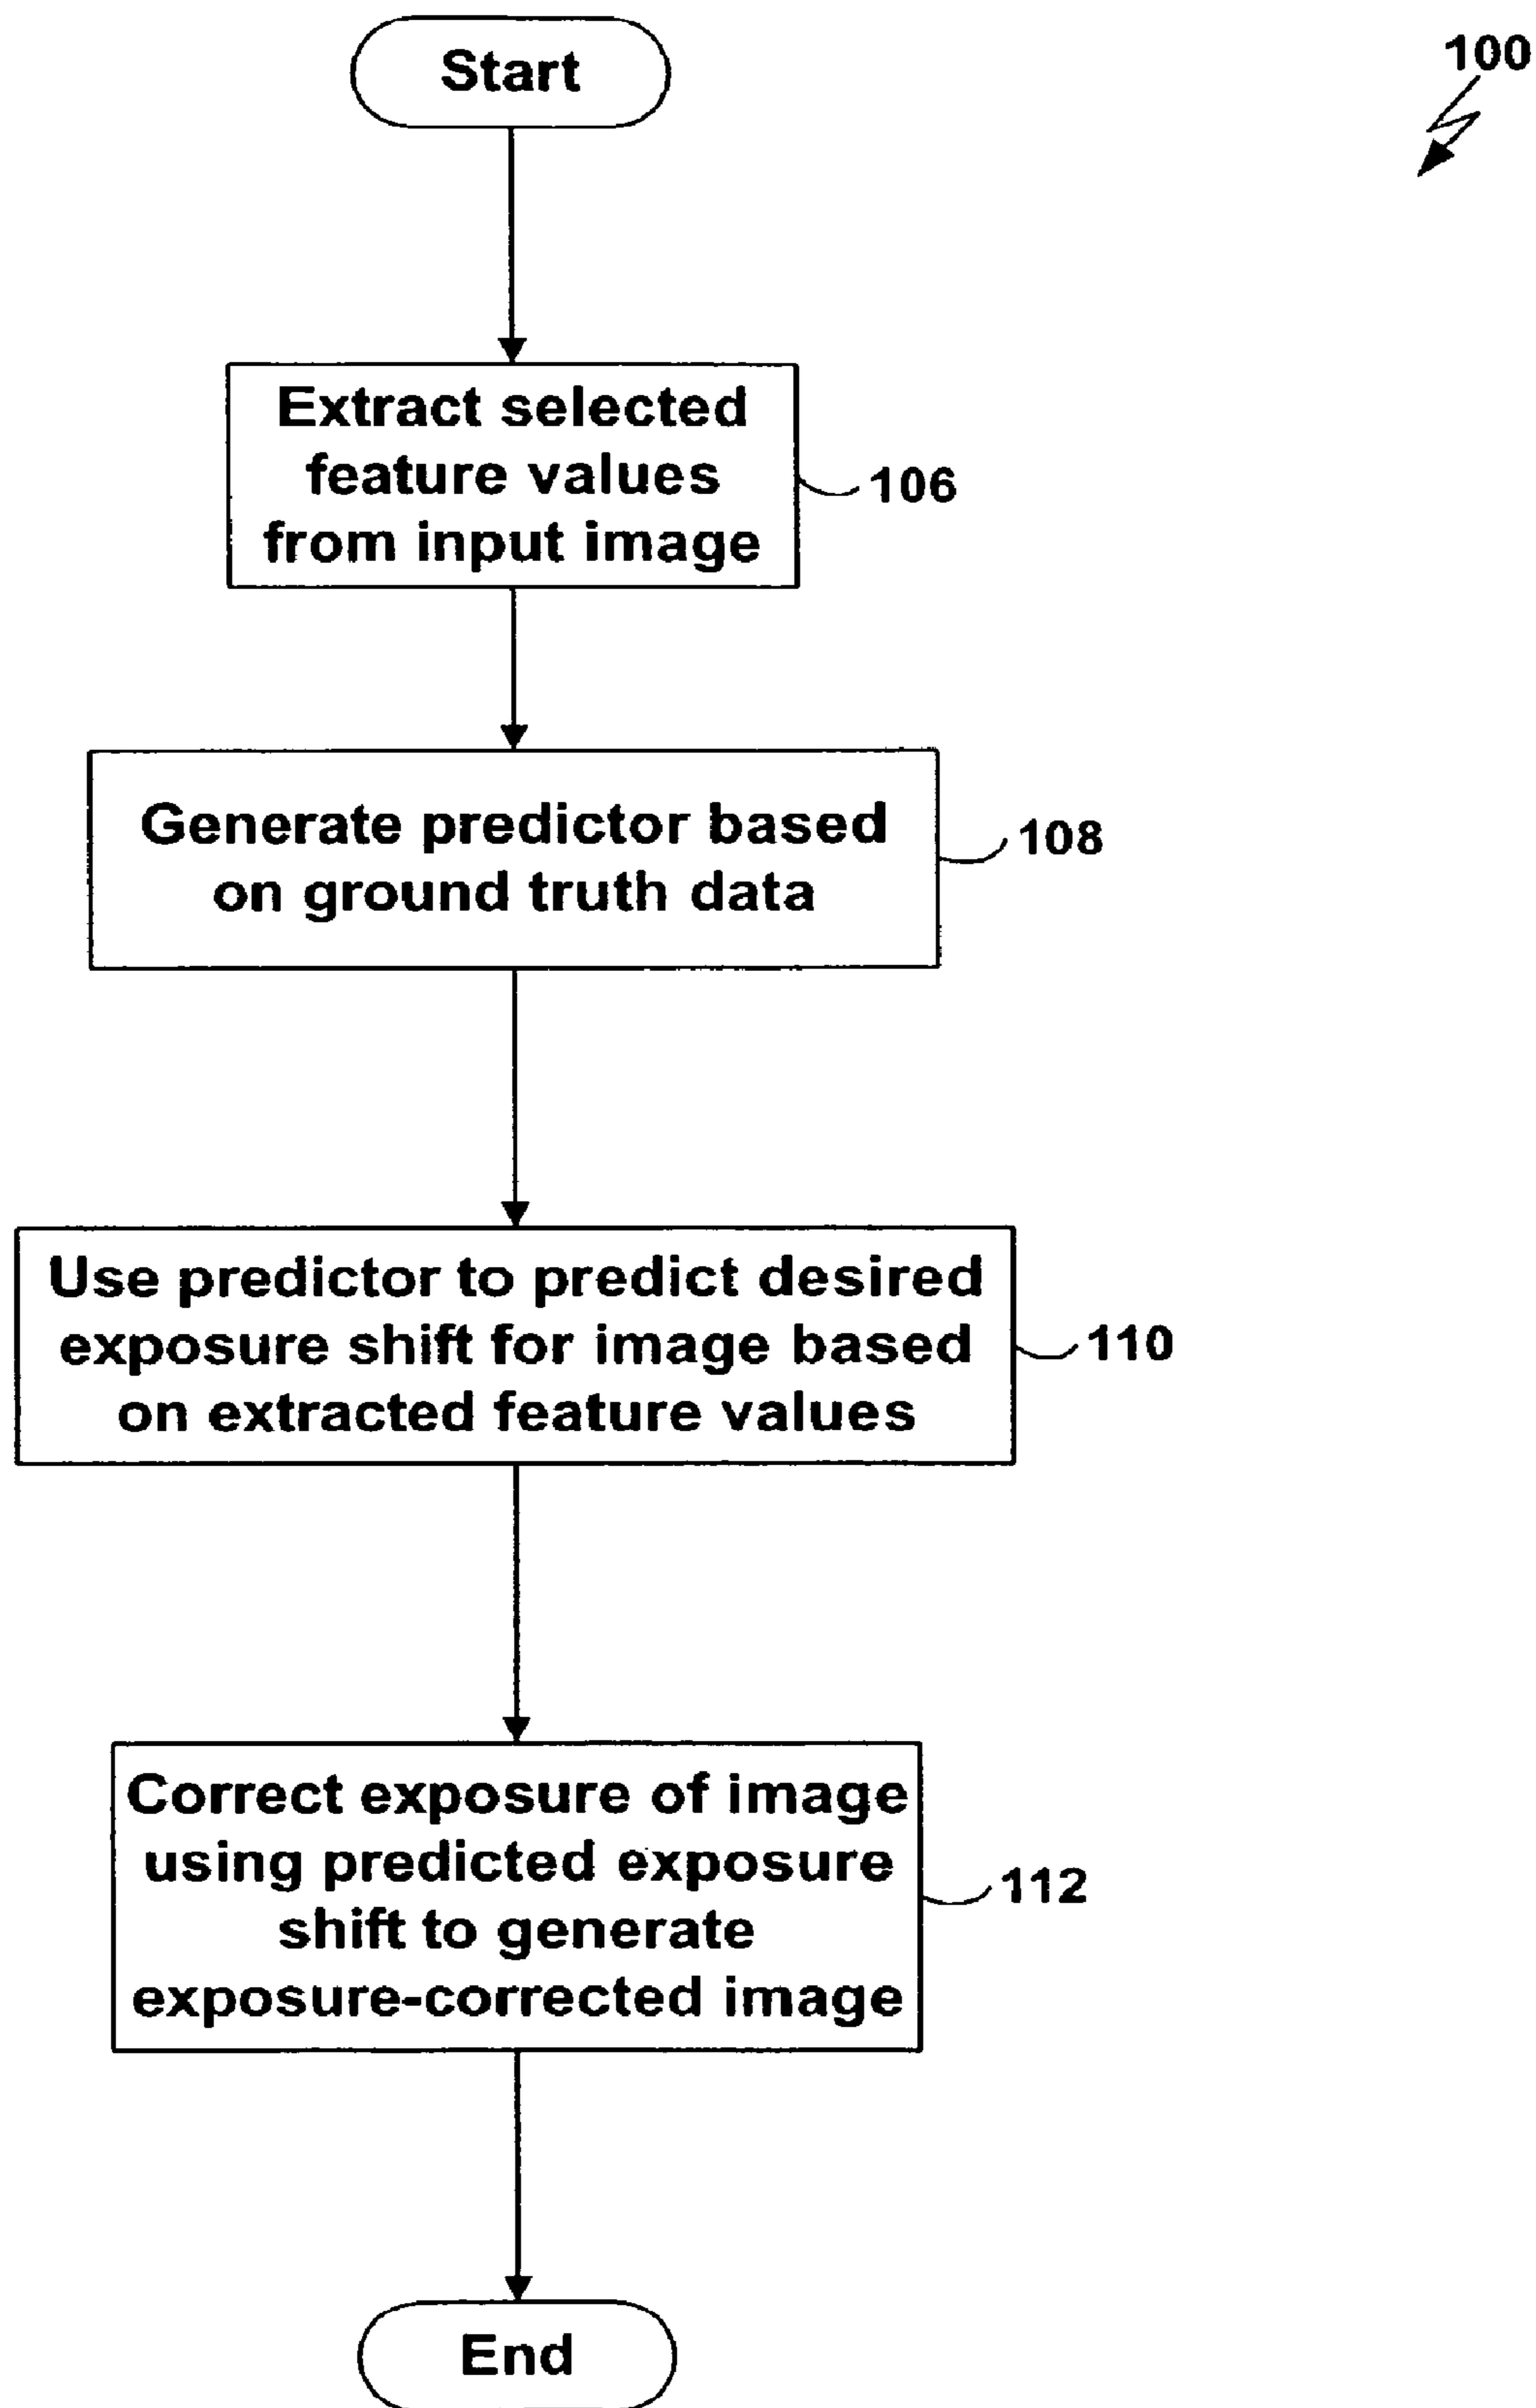 Start
100
Extract selected
feature values
from input image
106
Generate predictor based
on ground truth data
108
Use predictor to predict desired
exposure shift for image based
on extracted feature values
110
Correct exposure of image
using predicted exposure
shift to generate
exposure-corrected image
112
End